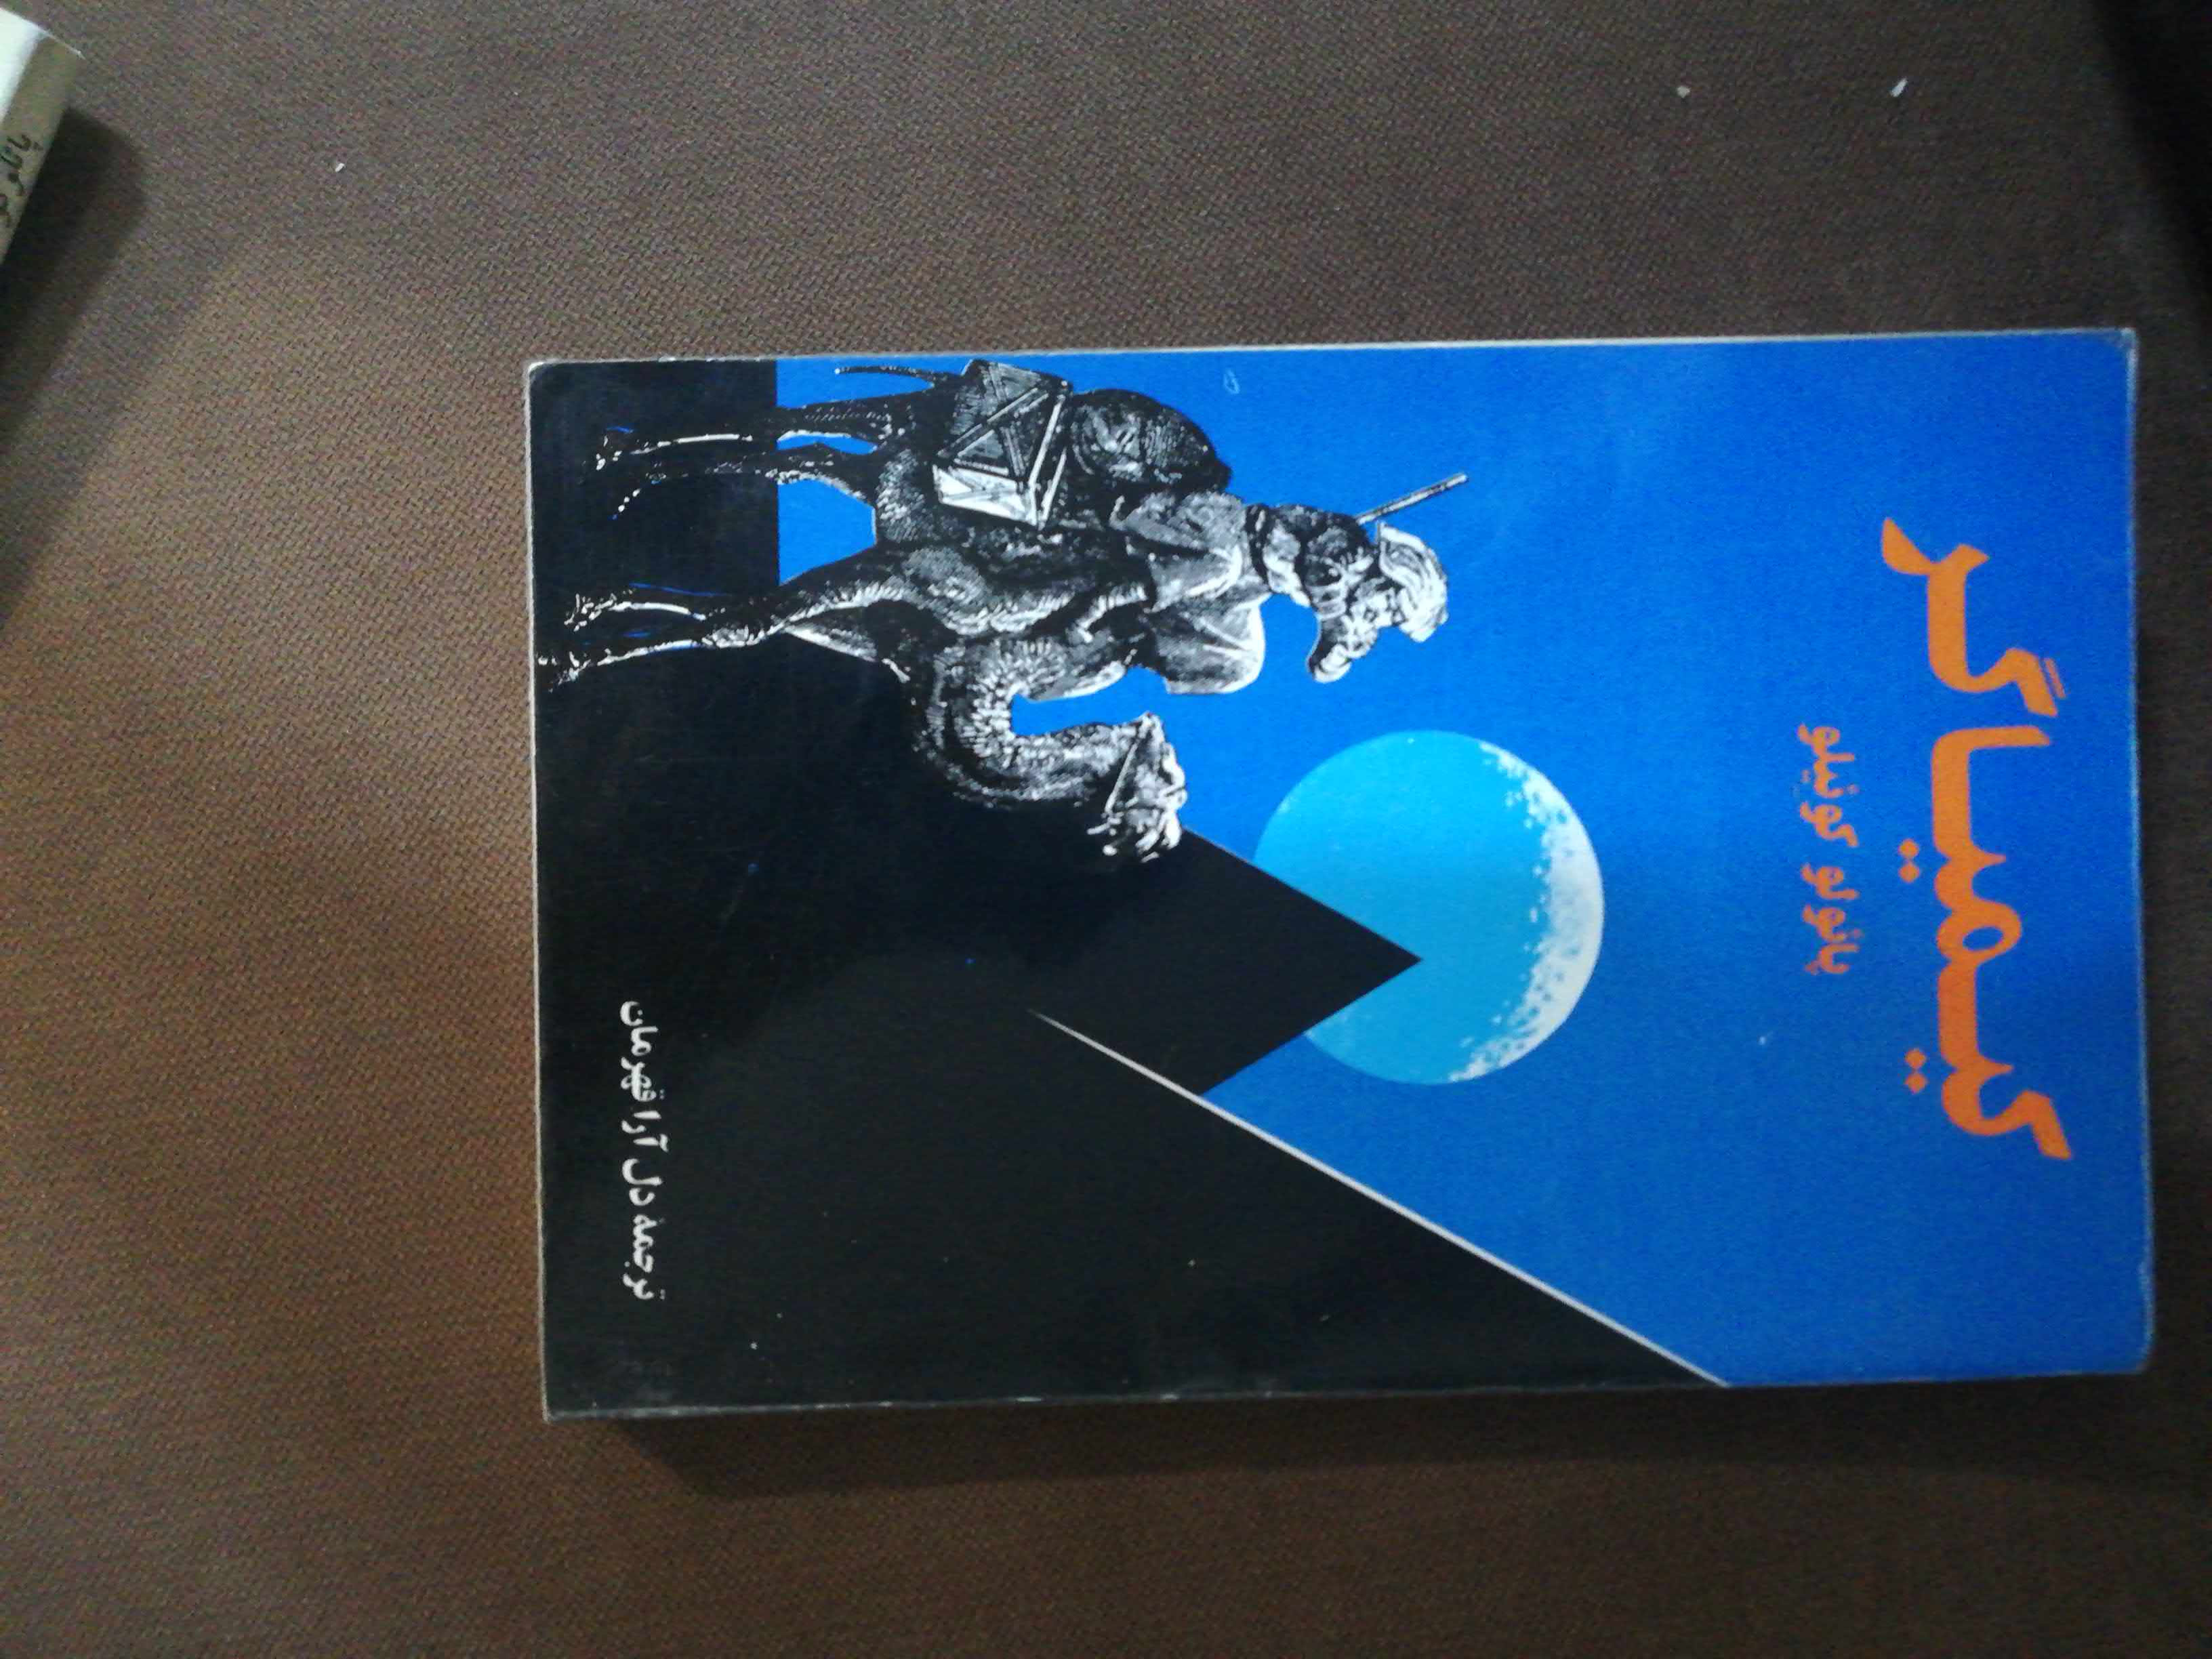 کیمیاگر
پائولو کوئیلو
ترجمهٔ دل آرا قهرمان